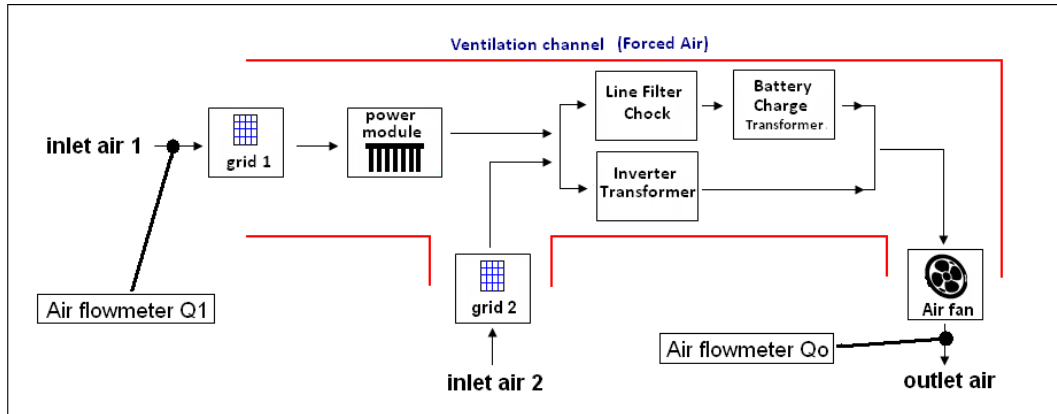 Ventilation channel (Forced Air)
inlet air 1
grid 1
power
module
Line Filter
Chock
Battery
Charge
Transformer.
Inverter
Transformer
Air flowmeter Q1
grid 2
inlet air 2
Air fan
Air flowmeter Qo
outlet air